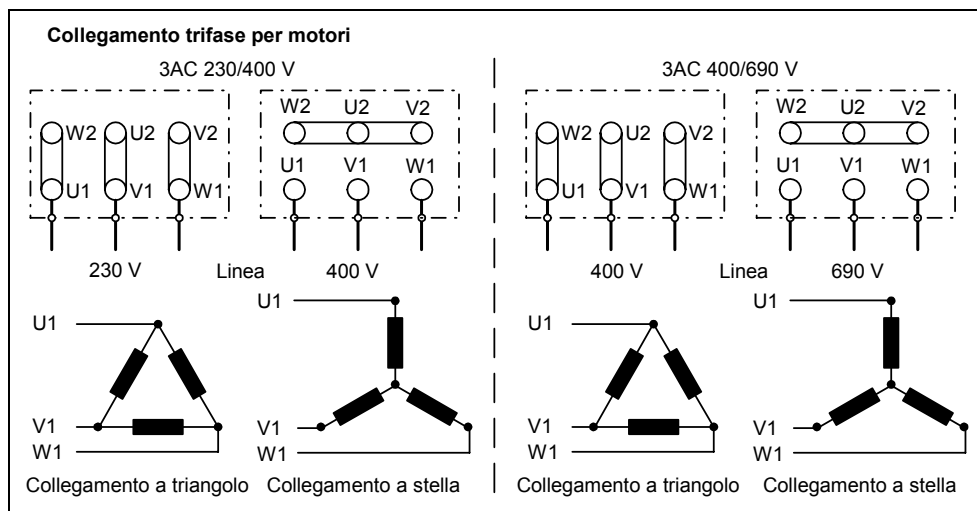 Collegamento trifase per motori
3AC 230/400 V
3AC 400/690 V
W2 U2 V2
U1 V1 W1
W2 U2 V2
U1 V1 W1
W2 U2 V2
U1 V1 W1
W2 U2 V2
U1 V1 W1
230 V Linea 400 V
400 V Linea 690 V
U1
V1
W1
U1
V1
W1
U1
V1
W1
U1
V1
W1
Collegamento a triangolo
Collegamento a stella
Collegamento a triangolo
Collegamento a stella